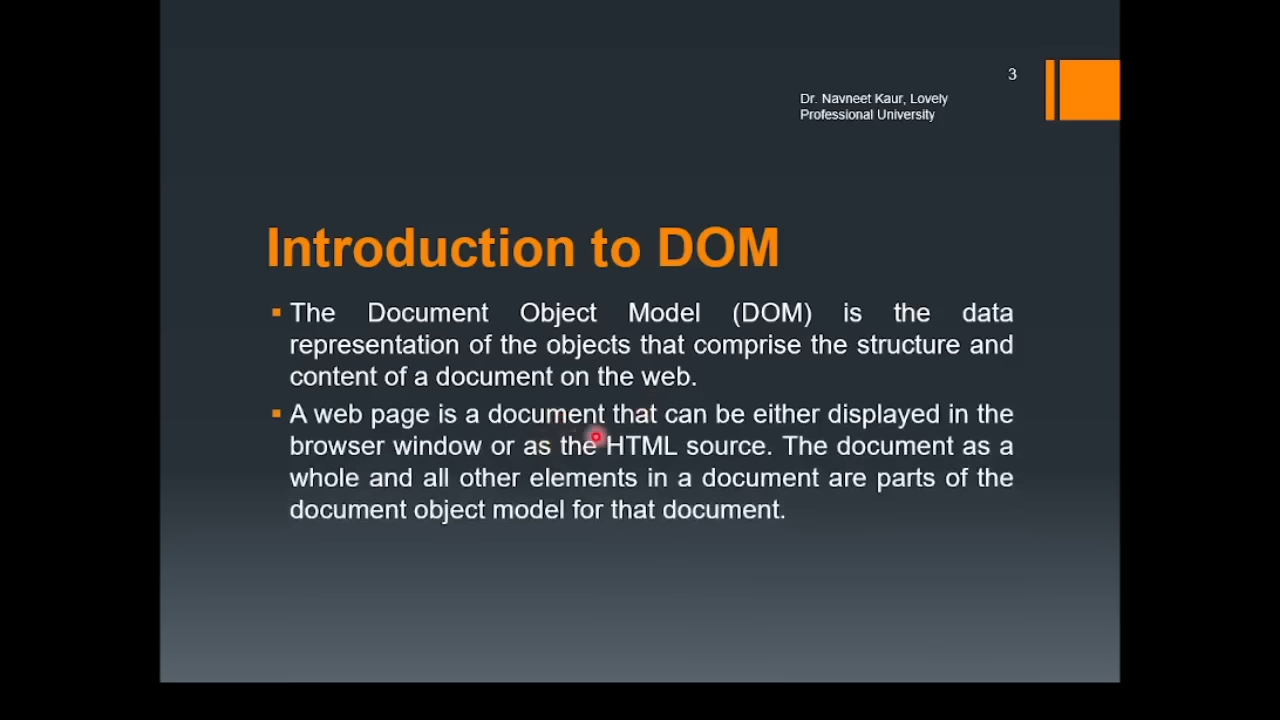 3
Dr. Navneet Kaur, Lovely
Professional University
Introduction to DOM
The Document Object Model (DOM) is the data
representation of the objects that comprise the structure and
content of a document on the web.
A web page is a document that can be either displayed in the
browser window or as the HTML source. The document as a
whole and all other elements in a document are parts of the
document object model for that document.